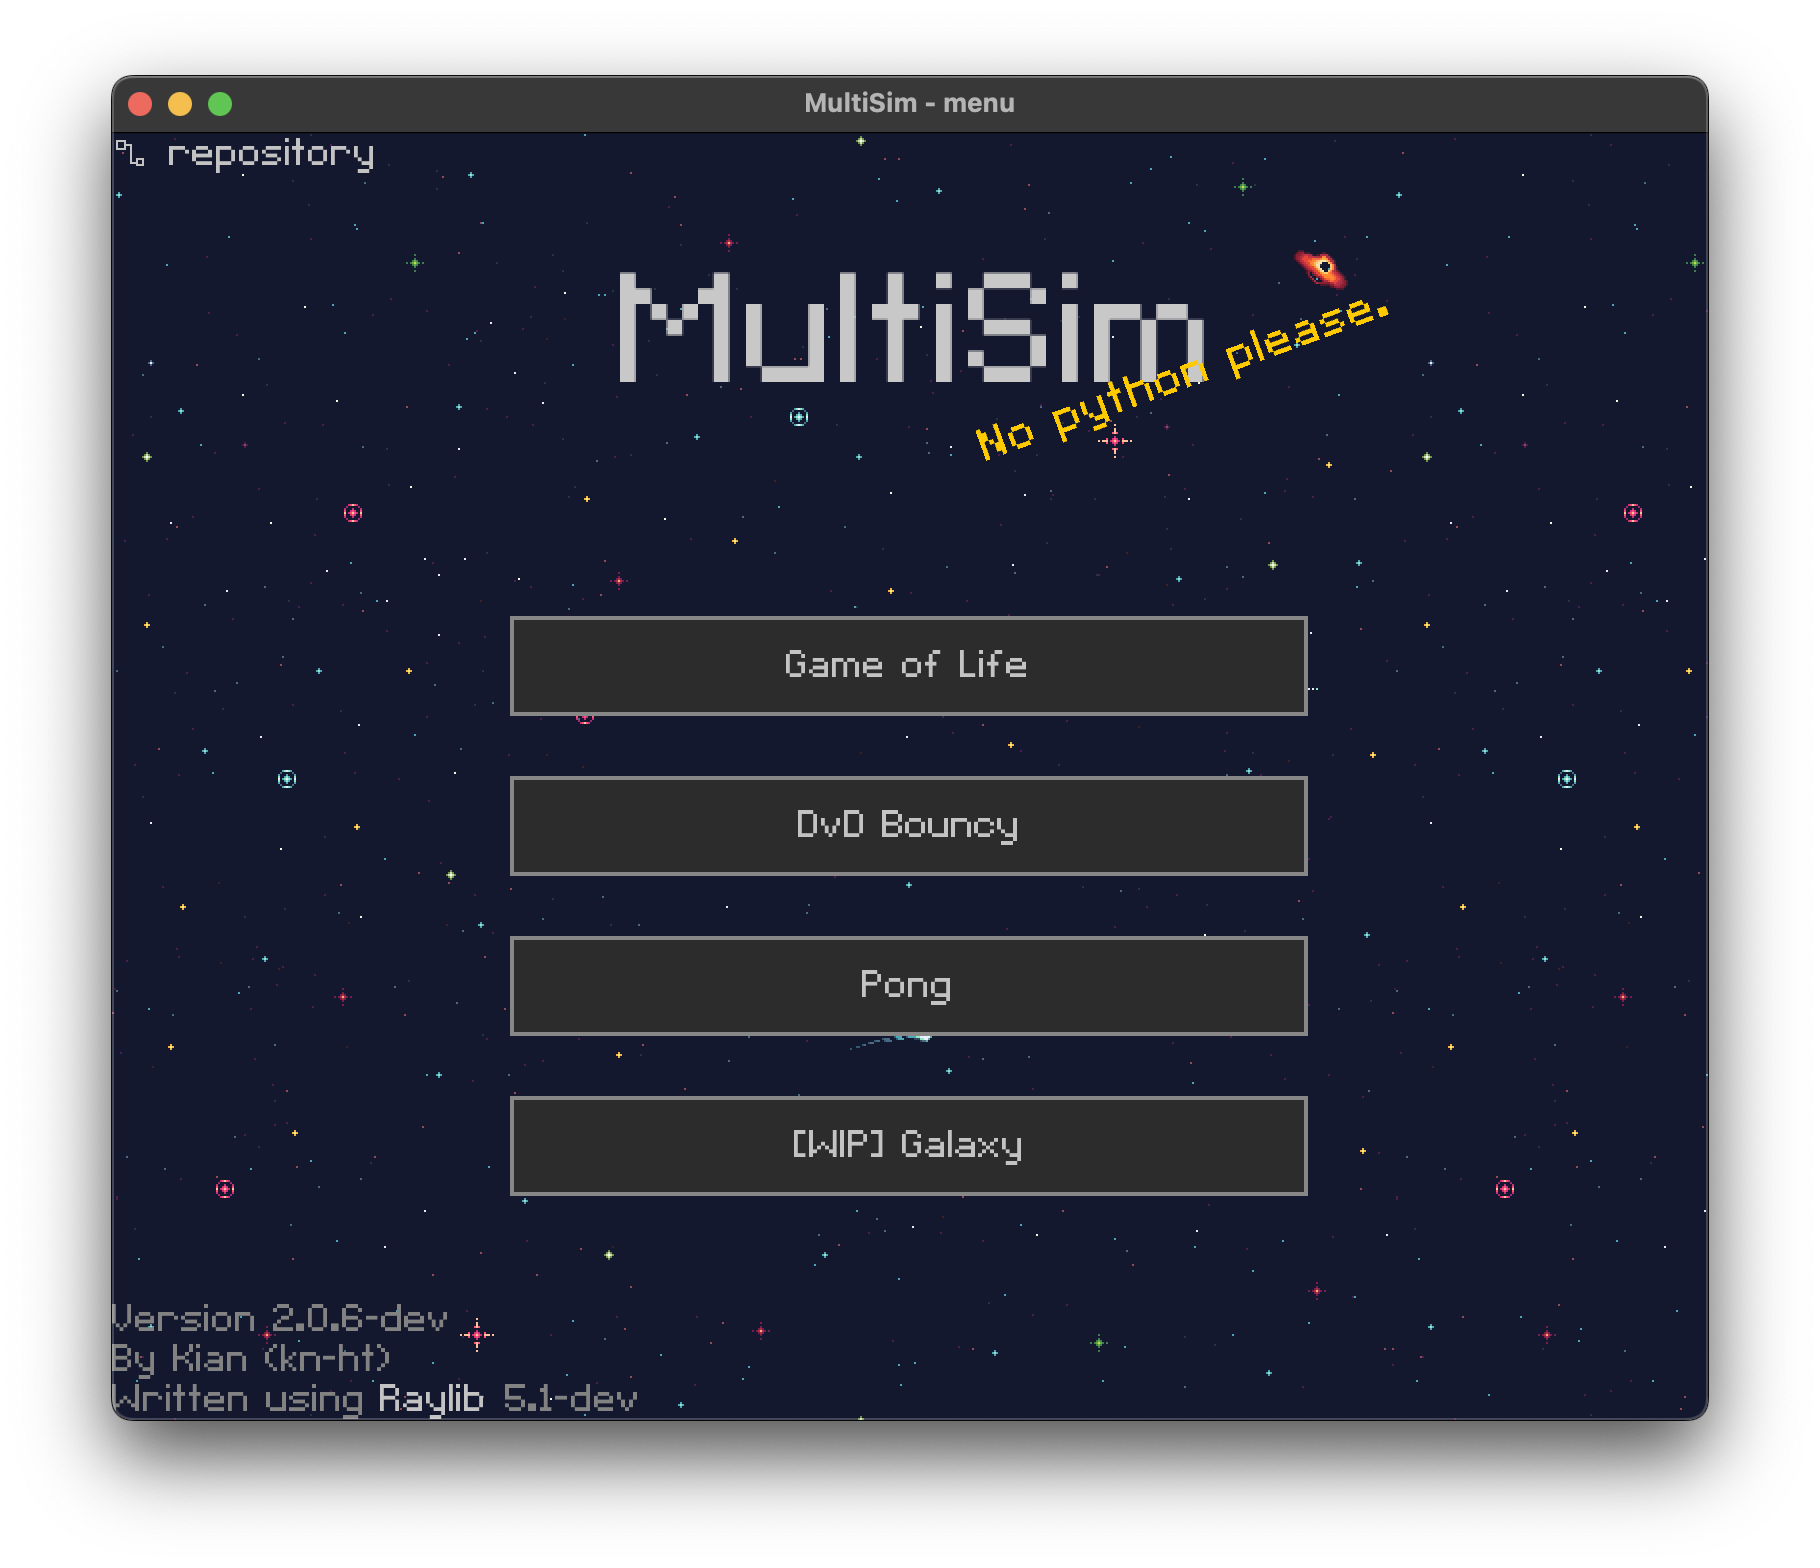 MultiSim - menu
repository
MultiSim
No python please.
Game of Life
DvD Bouncy
Pong
[WIP] Galaxy
Version 2.0.6-dev
By Kian (kn-ht)
Written using Raylib 5.1-dev